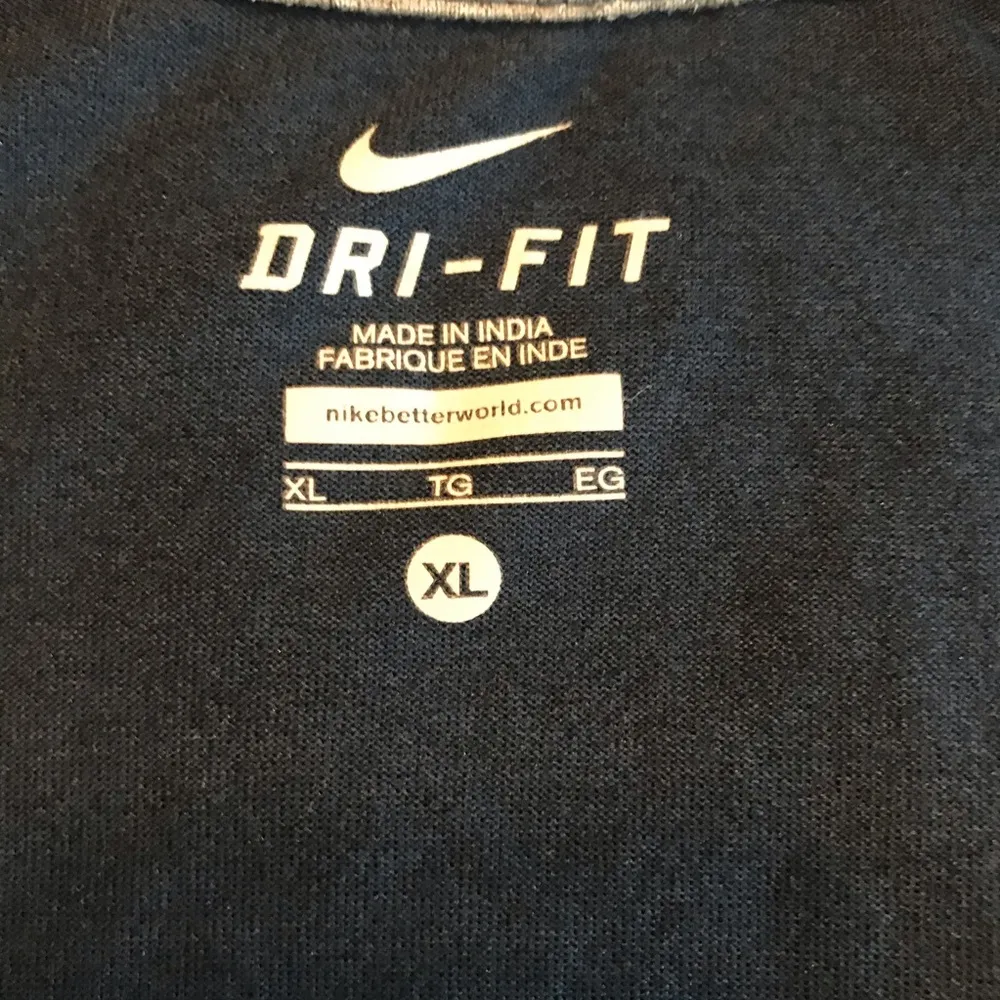 DRI-FIT
MADE IN INDIA
FABRIQUE EN INDE
nikebetterworld.com
XL TG EG
XL